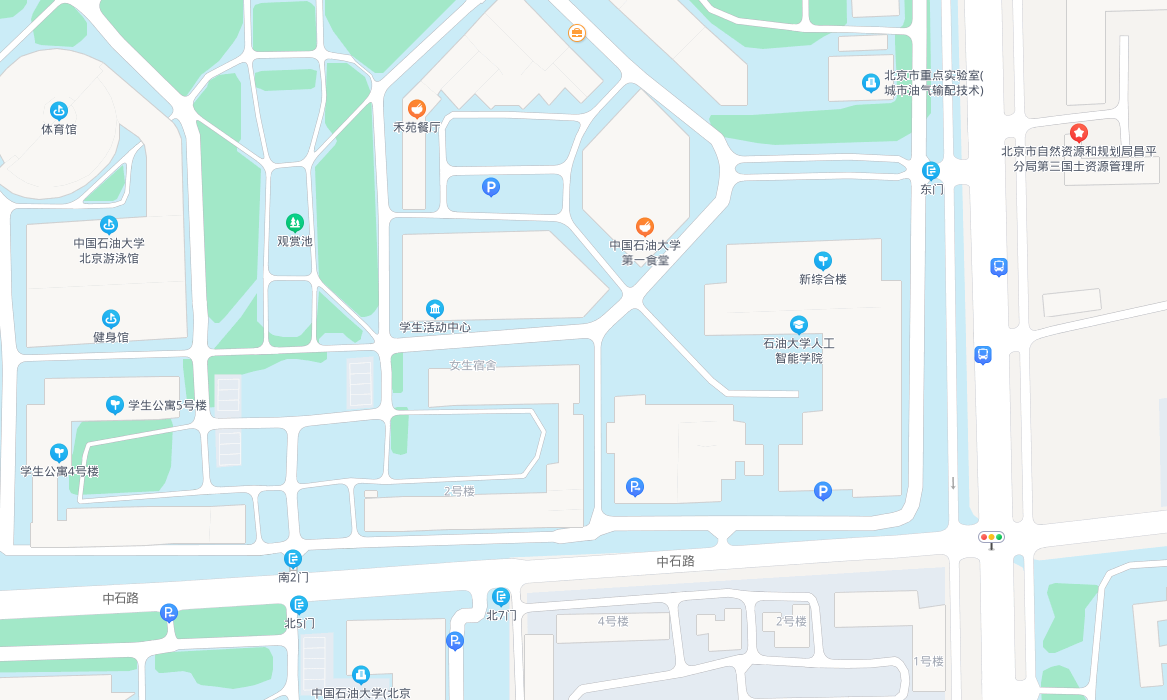 北京市重点实验室(
城市油气输配技术)
体育馆
禾苑餐厅
北京市自然资源和规划局昌平
分局第三国土资源管理所
P
东门
中国石油大学
北京游泳馆
观赏池
中国石油大学
第一食堂
新综合楼
健身馆
学生活动中心
石油大学人工
智能学院
女生宿舍
学生公寓5号楼
学生公寓4号楼
2号楼
P
P
中石路
南2门
中石路
P
北5门
北7门
4号楼
2号楼
P
1号楼
中国石油大学(北京